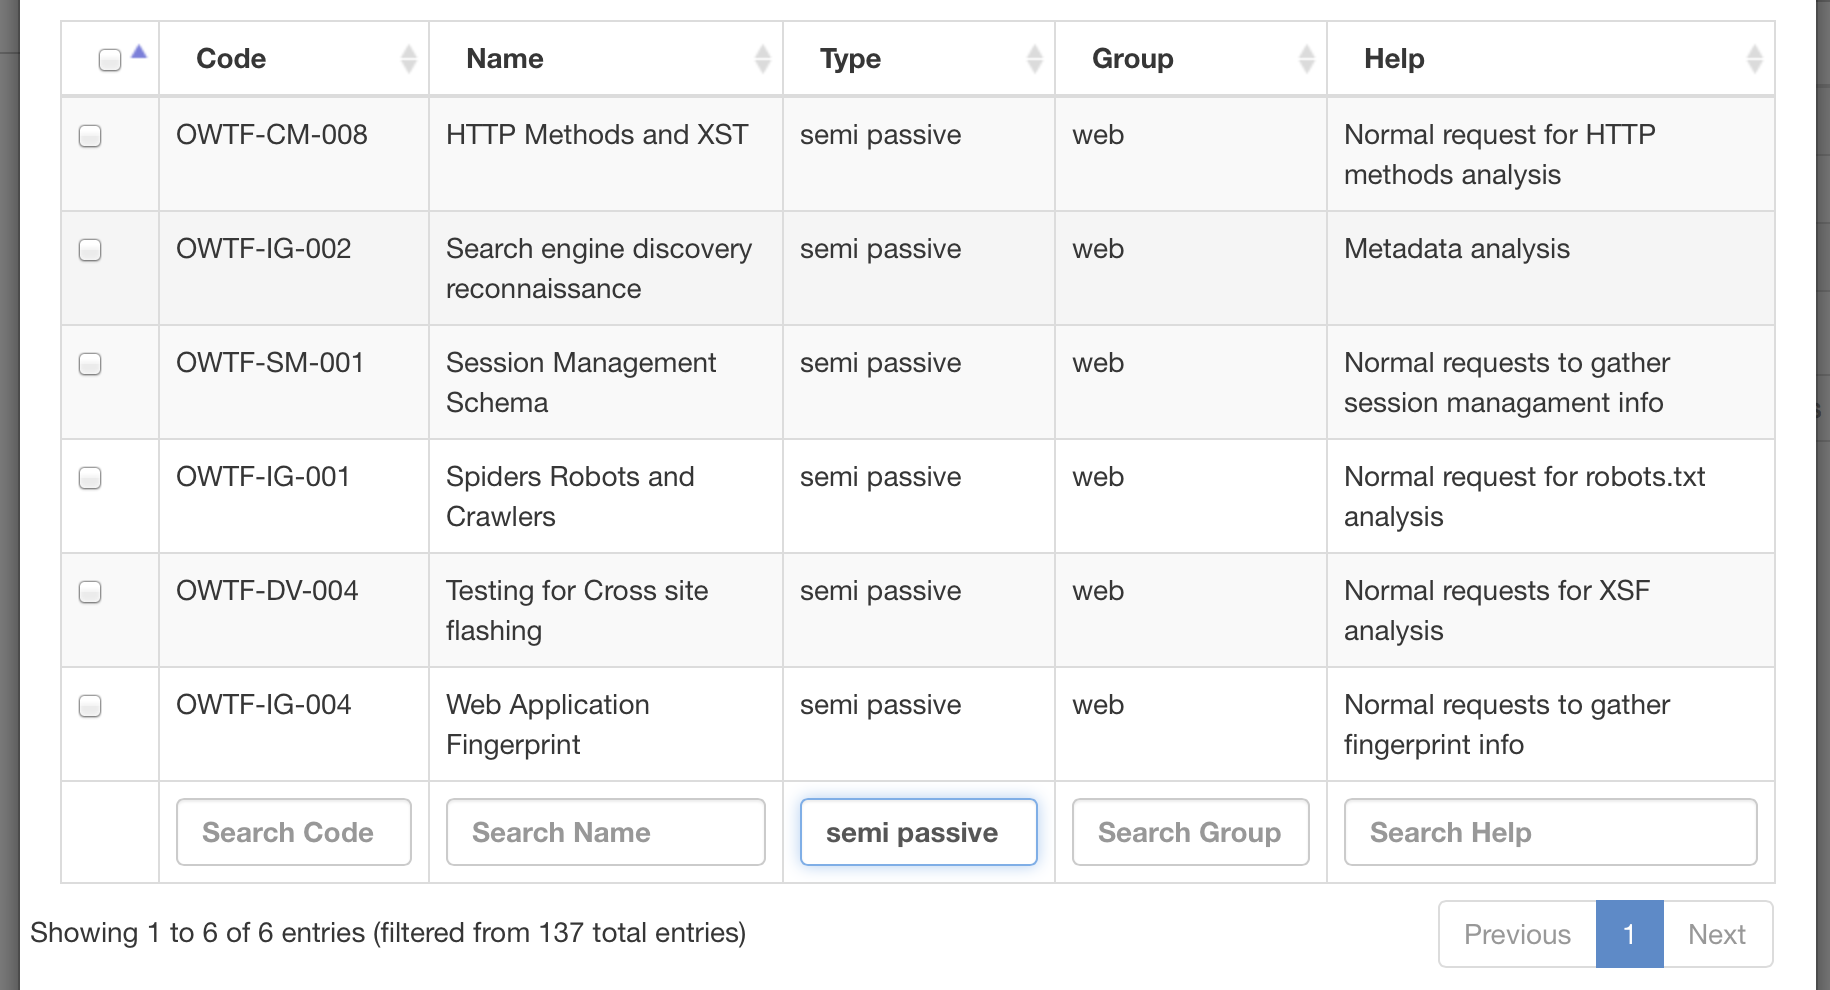 Code Name Type Group Help
OWTF-CM-008 HTTP Methods and XST semi passive web Normal request for HTTP
methods analysis
OWTF-IG-002 Search engine discovery semi passive web Metadata analysis
reconnaissance
OWTF-SM-001 Session Management semi passive web Normal requests to gather
Schema session managament info
OWTF-IG-001 Spiders Robots and semi passive web Normal request for robots.txt
Crawlers analysis
OWTF-DV-004 Testing for Cross site semi passive web Normal requests for XSF
flashing analysis
OWTF-IG-004 Web Application semi passive web Normal requests to gather
Fingerprint fingerprint info
Search Code Search Name semi passive Search Group Search Help
Showing 1 to 6 of 6 entries (filtered from 137 total entries) Previous 1 Next